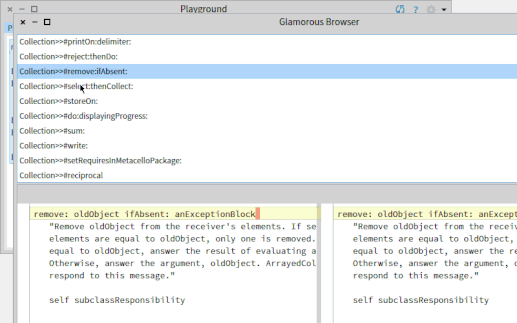 Playground
Glamorous Browser
Collection>>#printOn:delimiter:
Collection>>#reject:thenDo:
Collection>>#remove:ifAbsent:
Collection>>#select:thenCollect:
Collection>>#storeOn:
Collection>>#do:displayingProgress:
Collection>>#sum:
Collection>>#write:
Collection>>#setRequiresInMetacelloPackage:
Collection>>#reciprocal
remove: oldObject ifAbsent: anExceptionBlock
"Remove oldObject from the receiver's elements. If se
elements are equal to oldObject, only one is removed.
equal to oldObject, answer the result of evaluating a
Otherwise, answer the argument, oldObject. ArrayedCol
respond to this message."
self subclassResponsibility
remove: oldObject ifAbsent: anExcept
"Remove oldObject from the receiv
elements are equal to oldObject,
equal to oldObject, answer the re
Otherwise, answer the argument, o
respond to this message."
self subclassResponsibility